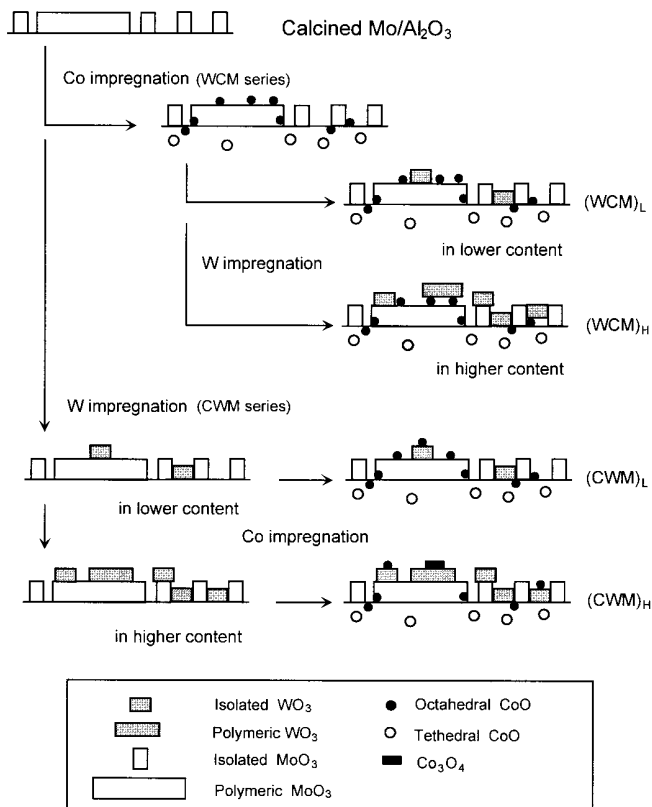 Calcined Mo/Al₂O₃
Co impregnation (WCM series)
(WCM)L
in lower content
W impregnation
(WCM)H
in higher content
W impregnation (CWM series)
(CWM)L
in lower content
Co impregnation
(CWM)H
in higher content
Isolated WO₃
Octahedral CoO
Polymeric WO₃
Tethedral CoO
Isolated MoO₃
Co₃O₄
Polymeric MoO₃